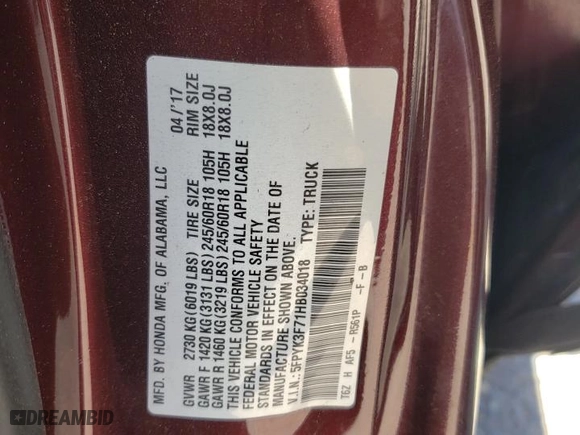 MFD. BY HONDA MFG. OF ALABAMA, LLC 04/'17
GVWR 2730 KG (6019 LBS) TIRE SIZE RIM SIZE
GAWR F 1420 KG (3131 LBS) 245/60R18 105H 18X8.0J
GAWR R 1460 KG (3219 LBS) 245/60R18 105H 18X8.0J
THIS VEHICLE CONFORMS TO ALL APPLICABLE
FEDERAL MOTOR VEHICLE SAFETY
STANDARDS IN EFFECT ON THE DATE OF
MANUFACTURE SHOWN ABOVE.
V.I.N.: 5FPYK3F71HB034018 TYPE: TRUCK
T6Z H AF5 - R561P -F -B
DREAMBID